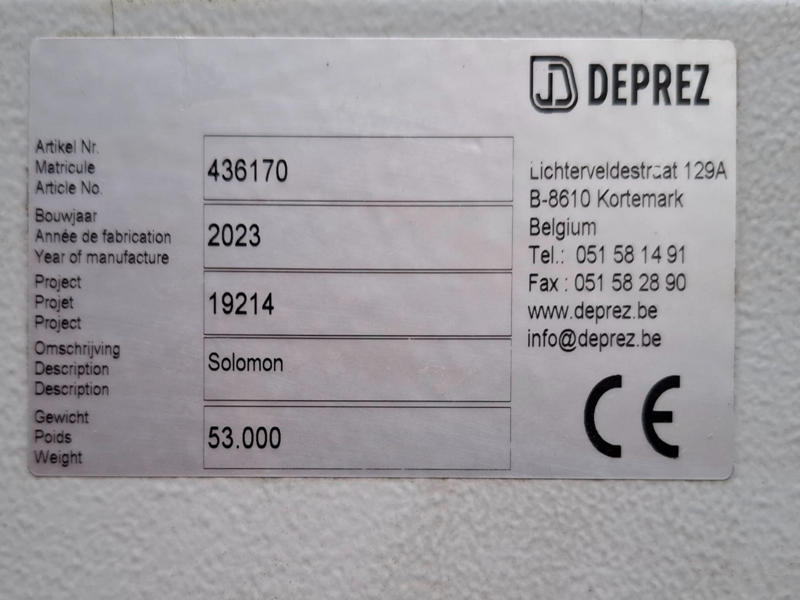 JD DEPREZ
Artikel Nr.
Matricule
Article No.
436170
Bouwjaar
Année de fabrication
Year of manufacture
2023
Project
Projet
Project
19214
Omschrijving
Description
Description
Solomon
Gewicht
Poids
Weight
53.000
Lichterveldestraat 129A
B-8610 Kortemark
Belgium
Tel.: 051 58 14 91
Fax : 051 58 28 90
www.deprez.be
info@deprez.be
CE